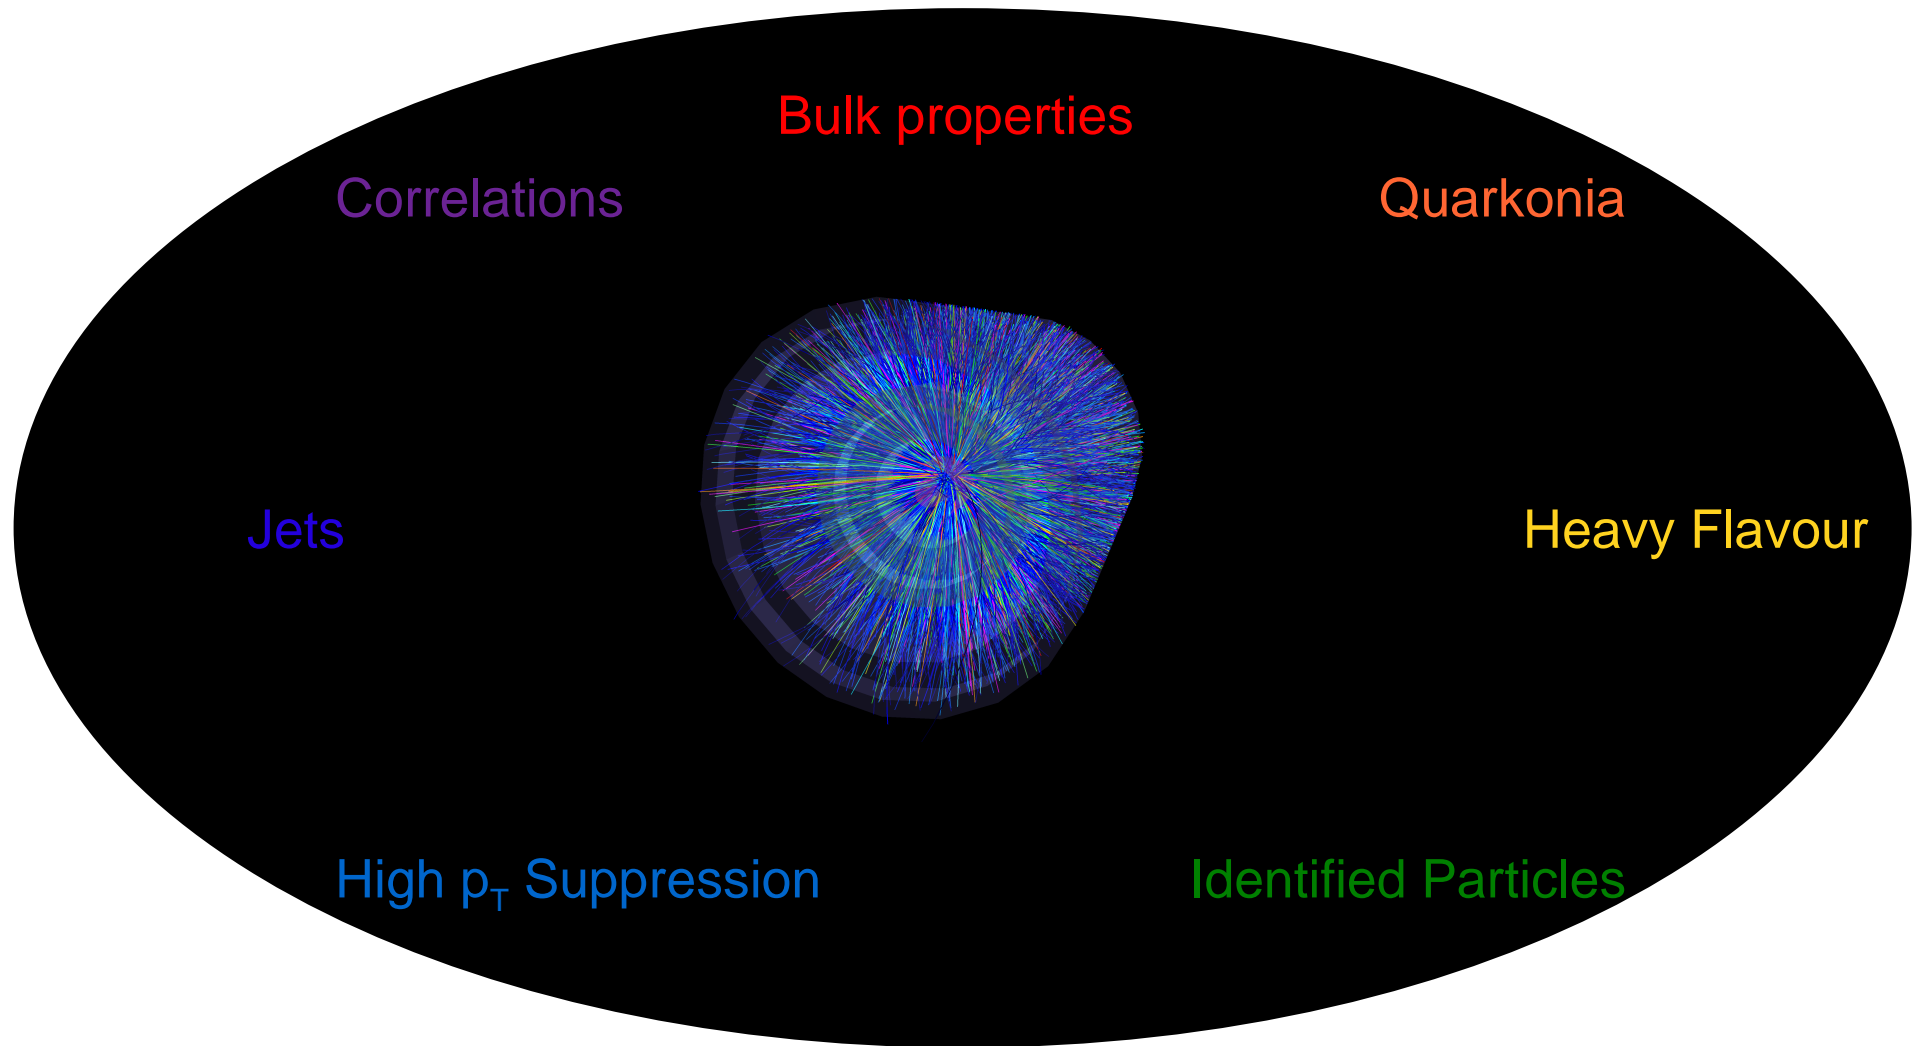 Bulk properties
Correlations
Quarkonia
Jets
Heavy Flavour
High pT Suppression
Identified Particles